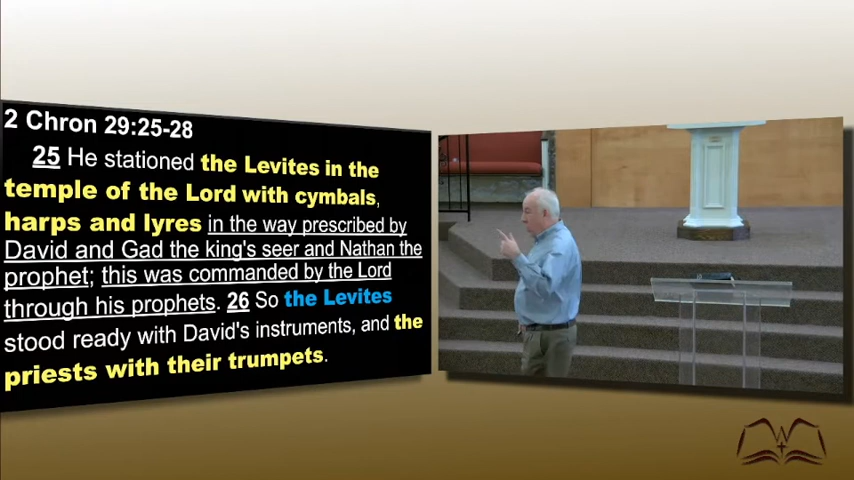 2 Chron 29:25-28
25 He stationed the Levites in the
temple of the Lord with cymbals,
harps and lyres in the way prescribed by
David and Gad the king's seer and Nathan the
prophet; this was commanded by the Lord
through his prophets. 26 So the Levites
stood ready with David's instruments, and the
priests with their trumpets.